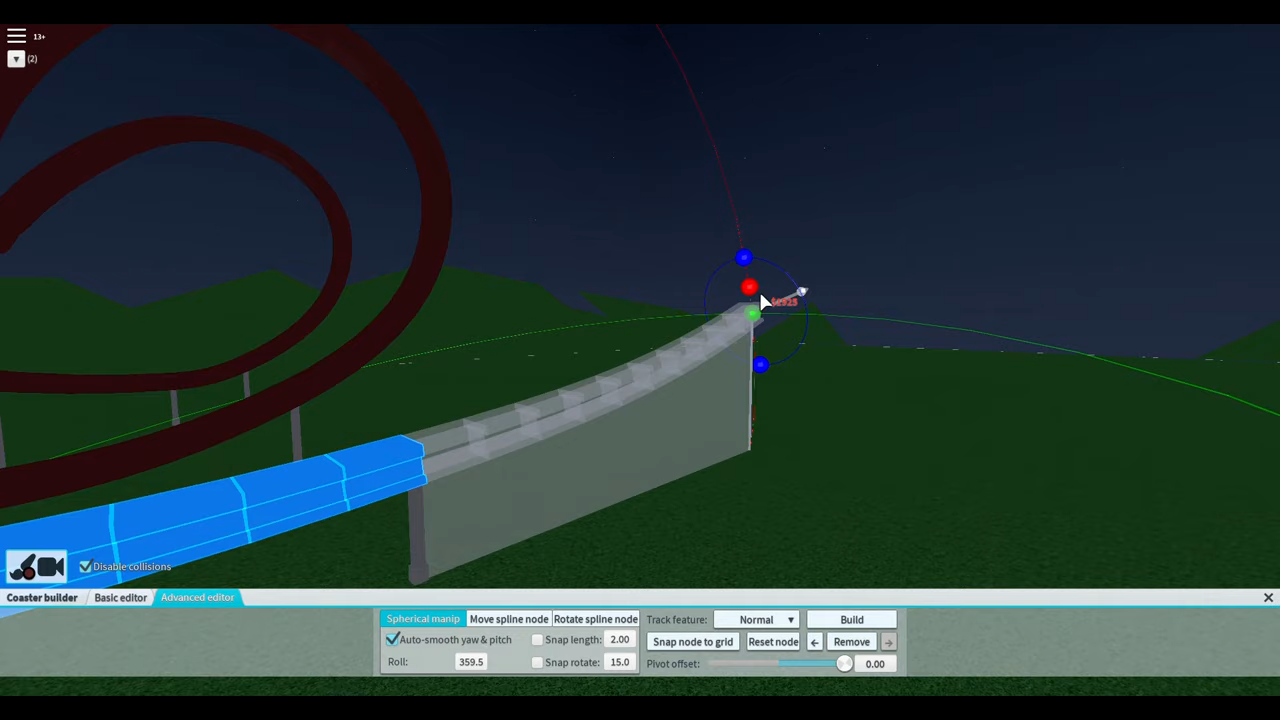 13+
(2)
Disable collisions
Coaster builder
Basic editor
Advanced editor
Spherical manip
Move spline node
Rotate spline node
Track feature:
Normal
Build
Auto-smooth yaw & pitch
Snap length:
2.00
Snap node to grid
Reset node
Remove
Roll:
359.5
Snap rotate:
15.0
Pivot offset:
0.00